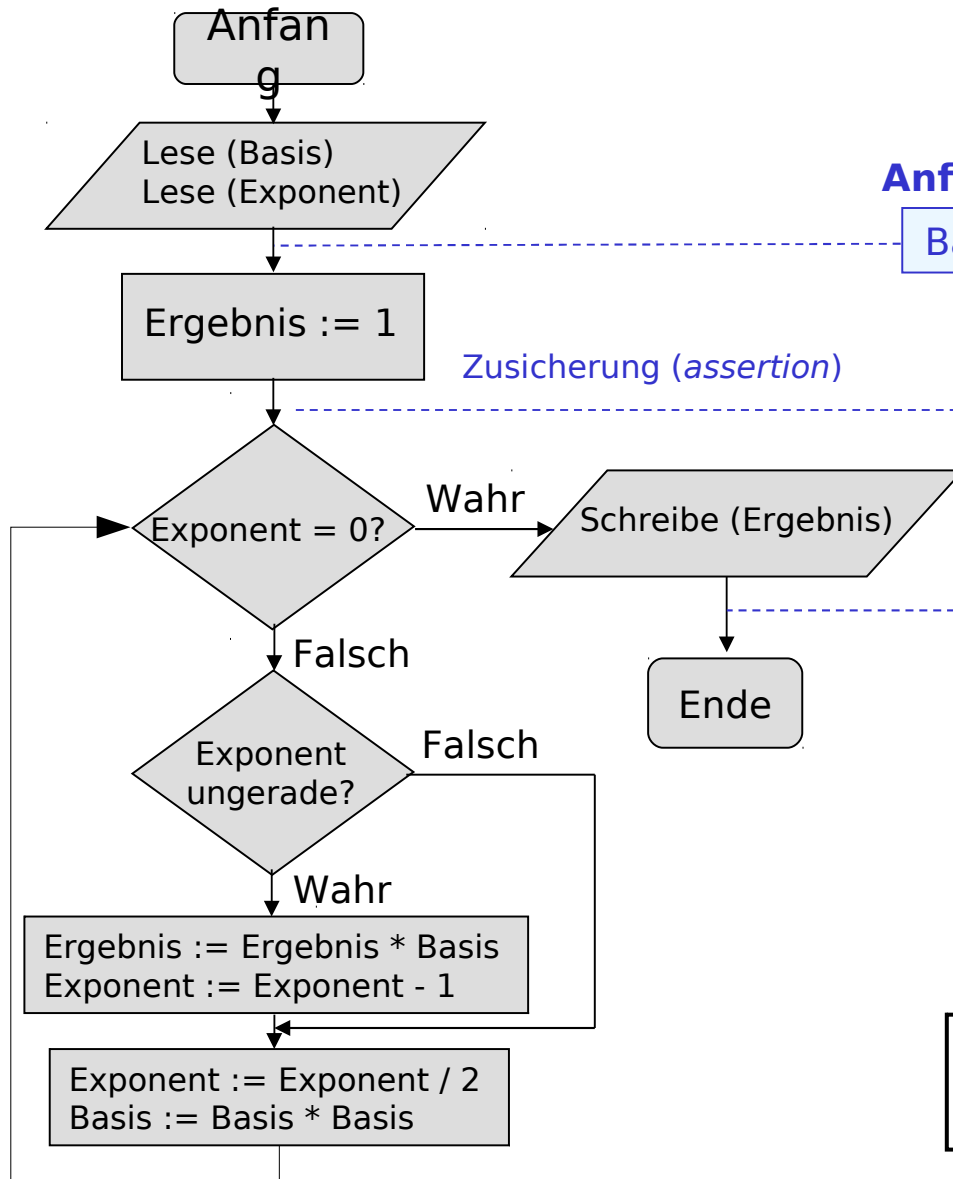 Anfan
g
Lese (Basis)
Lese (Exponent)
Ergebnis := 1
Zusicherung (assertion)
Exponent = 0?
Wahr
Schreibe (Ergebnis)
Falsch
Ende
Exponent
ungerade?
Falsch
Wahr
Ergebnis := Ergebnis * Basis
Exponent := Exponent - 1
Exponent := Exponent / 2
Basis := Basis * Basis